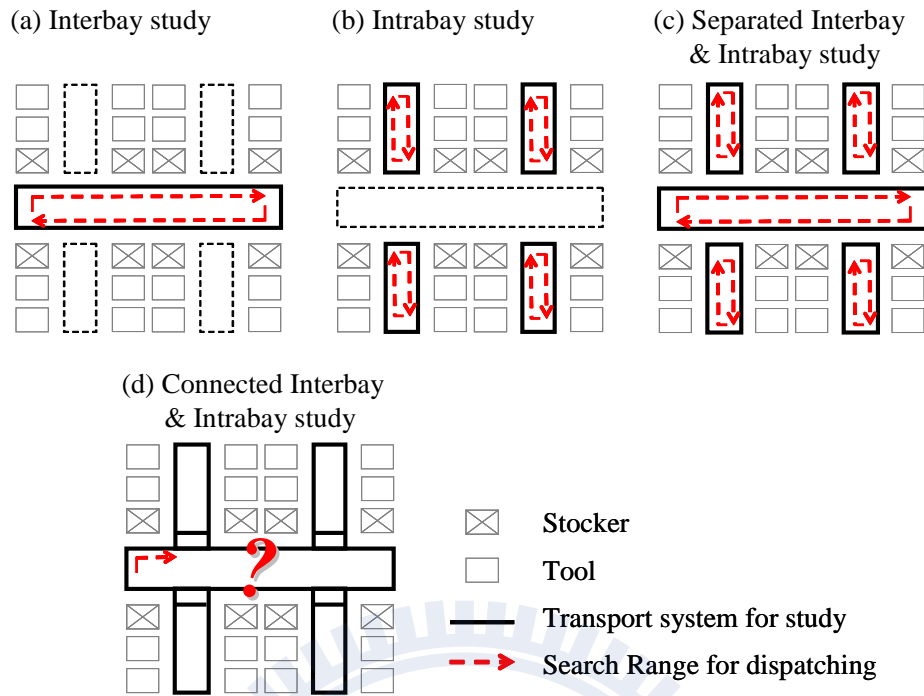 (a) Interbay study
(b) Intrabay study
(c) Separated Interbay
& Intrabay study
(d) Connected Interbay
& Intrabay study
?
Stocker
Tool
Transport system for study
Search Range for dispatching